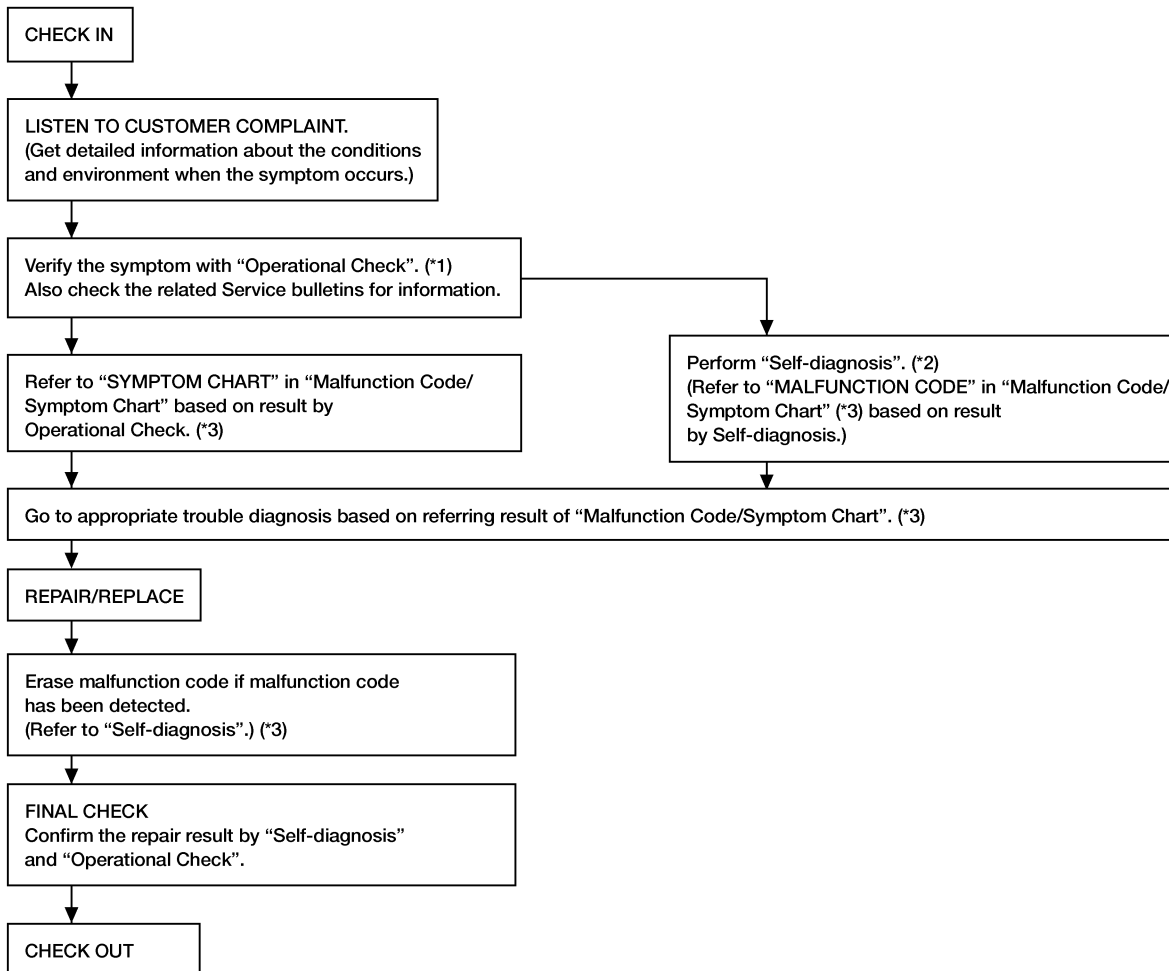 CHECK IN
LISTEN TO CUSTOMER COMPLAINT.
(Get detailed information about the conditions
and environment when the symptom occurs.)
Verify the symptom with “Operational Check”. (*1)
Also check the related Service bulletins for information.
Refer to “SYMPTOM CHART” in “Malfunction Code/
Symptom Chart” based on result by
Operational Check. (*3)
Perform “Self-diagnosis”. (*2)
(Refer to “MALFUNCTION CODE” in “Malfunction Code/
Symptom Chart” (*3) based on result
by Self-diagnosis.)
Go to appropriate trouble diagnosis based on referring result of “Malfunction Code/Symptom Chart”. (*3)
REPAIR/REPLACE
Erase malfunction code if malfunction code
has been detected.
(Refer to “Self-diagnosis”.) (*3)
FINAL CHECK
Confirm the repair result by “Self-diagnosis”
and “Operational Check”.
CHECK OUT